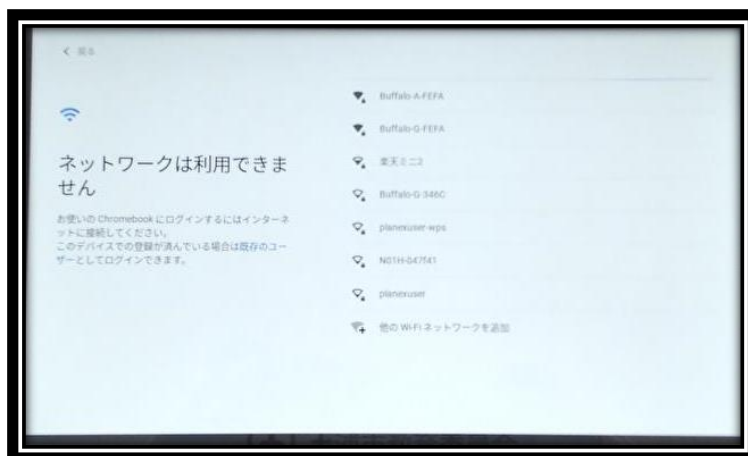 戻る
ネットワークは利用できま
せん
お使いの Chromebook にログインするにはインターネ
ットに接続してください。
このデバイスでの登録が済んでいる場合は既存のユー
ザーとしてログインできます。
Buffalo-A-FEFA
Buffalo-G-FEFA
楽天ミニ2
Buffalo-G-346C
planexuser-wps
N01H-047f41
planexuser
他の Wi-Fi ネットワークを追加